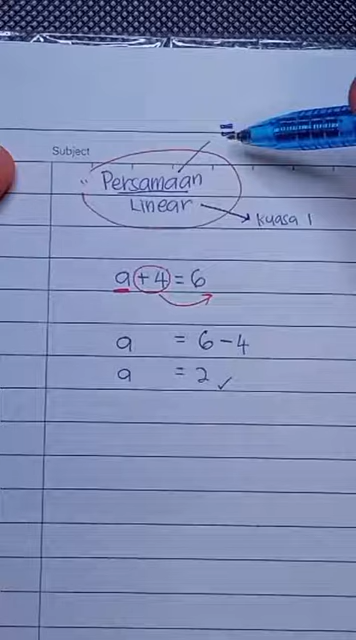 Subject
=
Persamaan
Linear
kuasa 1
a + 4 = 6
a = 6 - 4
a = 2 ✓